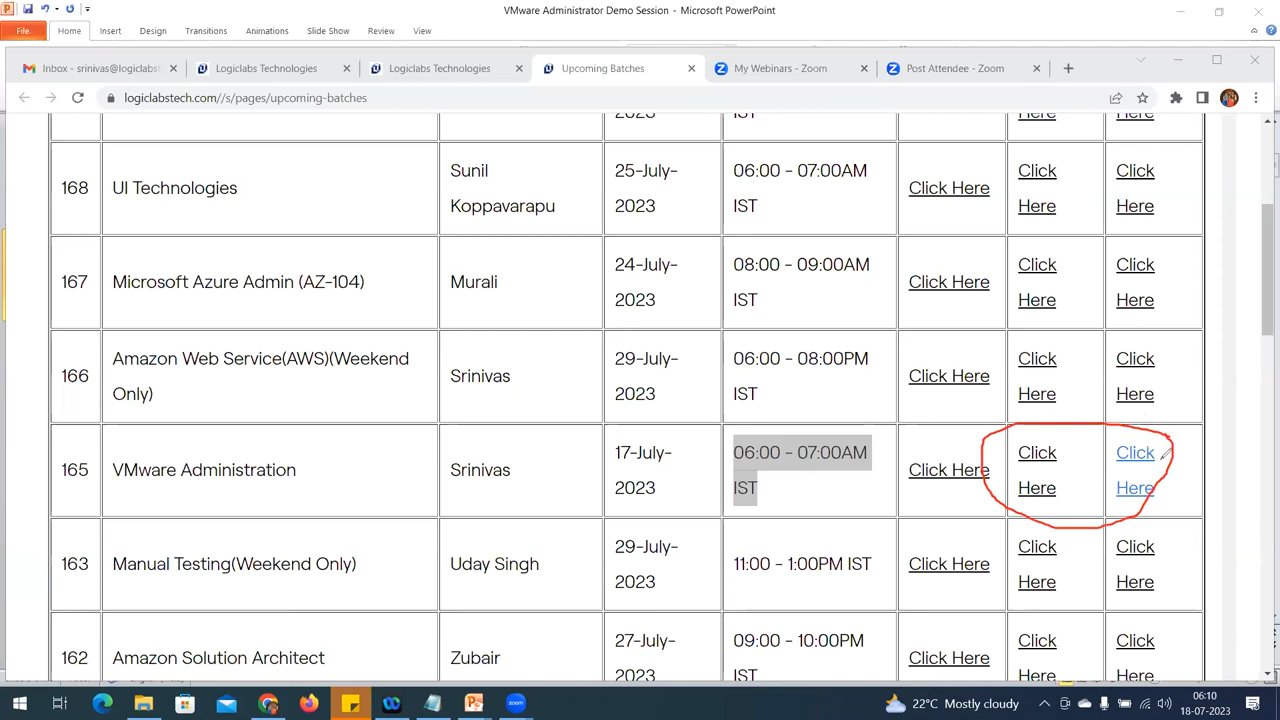 VMware Administrator Demo Session - Microsoft PowerPoint
File Home Insert Design Transitions Animations Slide Show Review View
Inbox - srinivas@logiclabs Logiclabs Technologies Logiclabs Technologies Upcoming Batches My Webinars - Zoom Post Attendee - Zoom
logiclabstech.com//s/pages/upcoming-batches
2023 IST Here Here
168 UI Technologies Sunil Koppavarapu 25-July-2023 06:00 - 07:00AM IST Click Here Click Here Click Here
167 Microsoft Azure Admin (AZ-104) Murali 24-July-2023 08:00 - 09:00AM IST Click Here Click Here Click Here
166 Amazon Web Service(AWS)(Weekend Only) Srinivas 29-July-2023 06:00 - 08:00PM IST Click Here Click Here Click Here
165 VMware Administration Srinivas 17-July-2023 06:00 - 07:00AM IST Click Here Click Here Click Here
163 Manual Testing(Weekend Only) Uday Singh 29-July-2023 11:00 - 1:00PM IST Click Here Click Here Click Here
162 Amazon Solution Architect Zubair 27-July-2023 09:00 - 10:00PM IST Click Here Click Here Click Here
22°C Mostly cloudy 06:10
18-07-2023